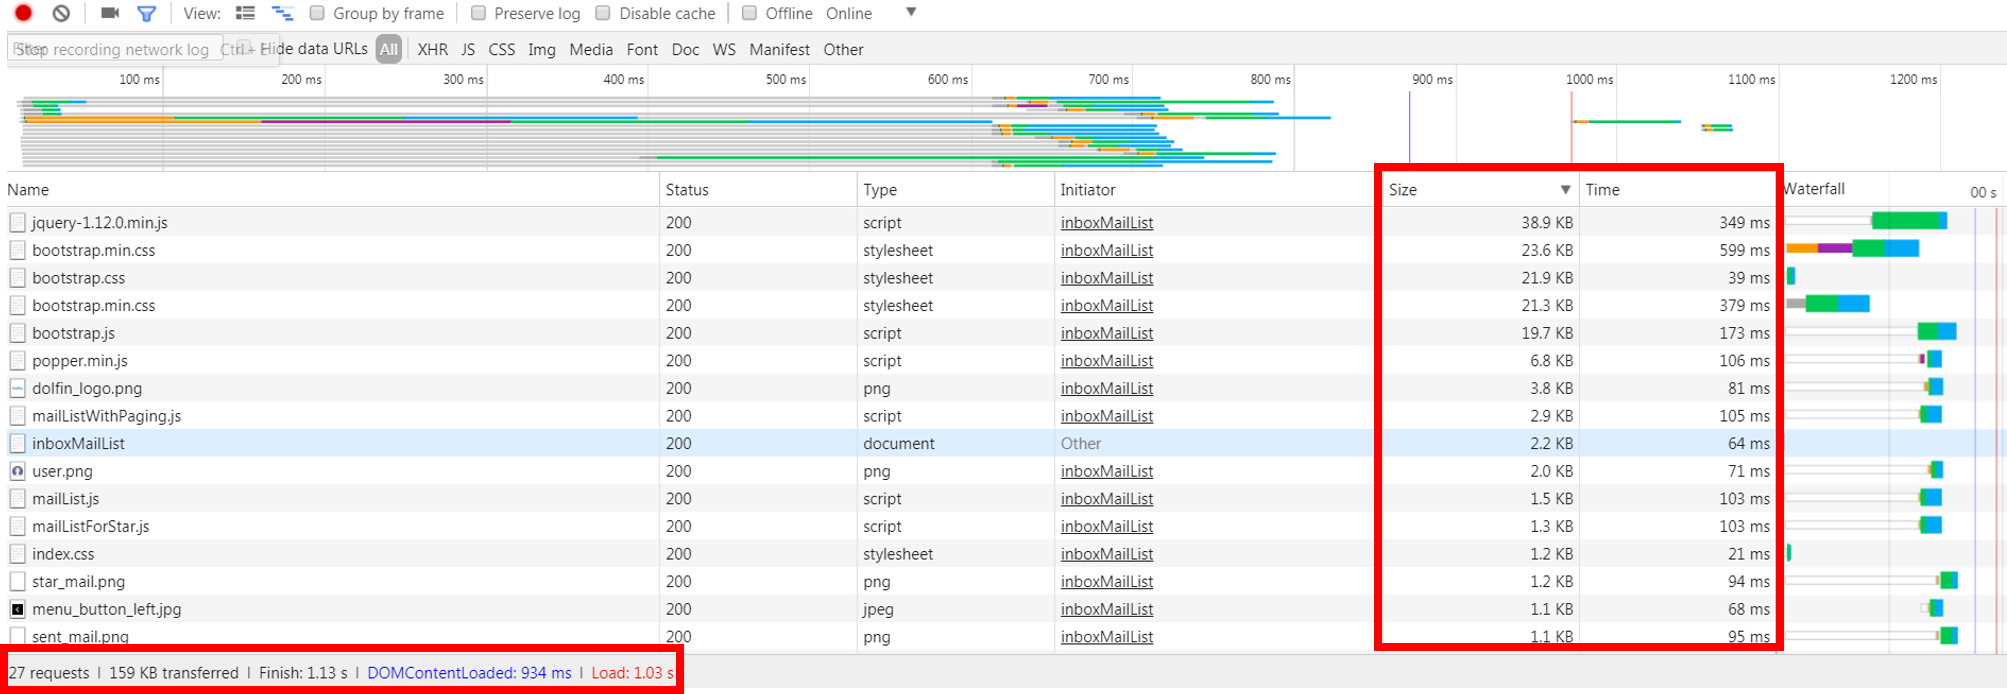 View: Group by frame Preserve log Disable cache Offline Online
Stop recording network log Ctrl+E Hide data URLs All XHR JS CSS Img Media Font Doc WS Manifest Other
100 ms 200 ms 300 ms 400 ms 500 ms 600 ms 700 ms 800 ms 900 ms 1000 ms 1100 ms 1200 ms
Name Status Type Initiator Size Time Waterfall 00 s
jquery-1.12.0.min.js 200 script inboxMailList 38.9 KB 349 ms
bootstrap.min.css 200 stylesheet inboxMailList 23.6 KB 599 ms
bootstrap.css 200 stylesheet inboxMailList 21.9 KB 39 ms
bootstrap.min.css 200 stylesheet inboxMailList 21.3 KB 379 ms
bootstrap.js 200 script inboxMailList 19.7 KB 173 ms
popper.min.js 200 script inboxMailList 6.8 KB 106 ms
dolfin_logo.png 200 png inboxMailList 3.8 KB 81 ms
mailListWithPaging.js 200 script inboxMailList 2.9 KB 105 ms
inboxMailList 200 document Other 2.2 KB 64 ms
user.png 200 png inboxMailList 2.0 KB 71 ms
mailList.js 200 script inboxMailList 1.5 KB 103 ms
mailListForStar.js 200 script inboxMailList 1.3 KB 103 ms
index.css 200 stylesheet inboxMailList 1.2 KB 21 ms
star_mail.png 200 png inboxMailList 1.2 KB 94 ms
menu_button_left.jpg 200 jpeg inboxMailList 1.1 KB 68 ms
sent_mail.png 200 png inboxMailList 1.1 KB 95 ms
27 requests | 159 KB transferred | Finish: 1.13 s | DOMContentLoaded: 934 ms | Load: 1.03 s